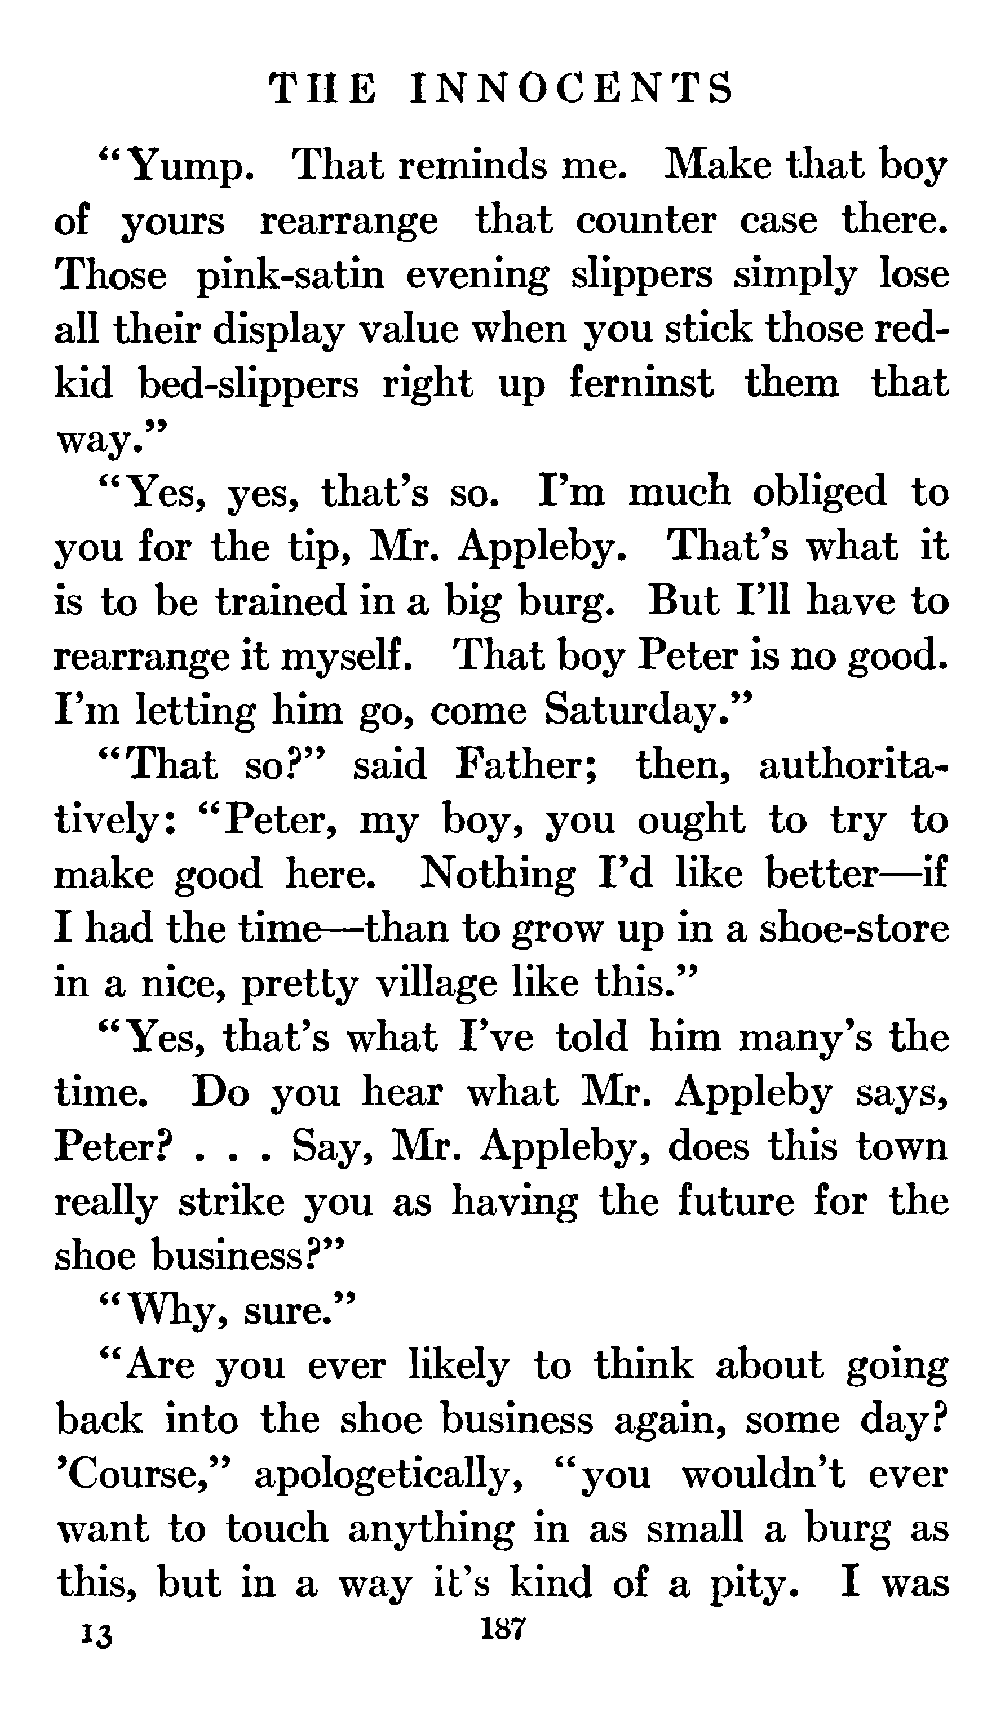 THE INNOCENTS
“Yump. That reminds me. Make that boy
of yours rearrange that counter case there.
Those pink-satin evening slippers simply lose
all their display value when you stick those red-
kid bed-slippers right up ferninst them that
way.”
“Yes, yes, that’s so. I’m much obliged to
you for the tip, Mr. Appleby. That’s what it
is to be trained in a big burg. But I’ll have to
rearrange it myself. That boy Peter is no good.
I’m letting him go, come Saturday.”
“That so?” said Father; then, authorita-
tively: “Peter, my boy, you ought to try to
make good here. Nothing I’d like better—if
I had the time—than to grow up in a shoe-store
in a nice, pretty village like this.”
“Yes, that’s what I’ve told him many’s the
time. Do you hear what Mr. Appleby says,
Peter? . . . Say, Mr. Appleby, does this town
really strike you as having the future for the
shoe business?”
“Why, sure.”
“Are you ever likely to think about going
back into the shoe business again, some day?
’Course,” apologetically, “you wouldn’t ever
want to touch anything in as small a burg as
this, but in a way it’s kind of a pity. I was
13 187